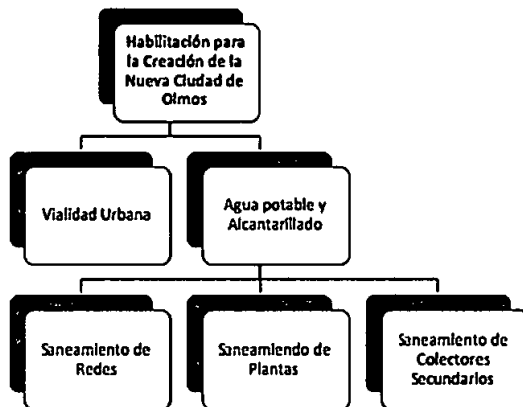 Habilitación para
la Creación de la
Nueva Ciudad de
Olmos
Vialidad Urbana
Agua potable y
Alcantarillado
Saneamiento de
Redes
Saneamiendo de
Plantas
Saneamiento de
Colectores
Secundarios